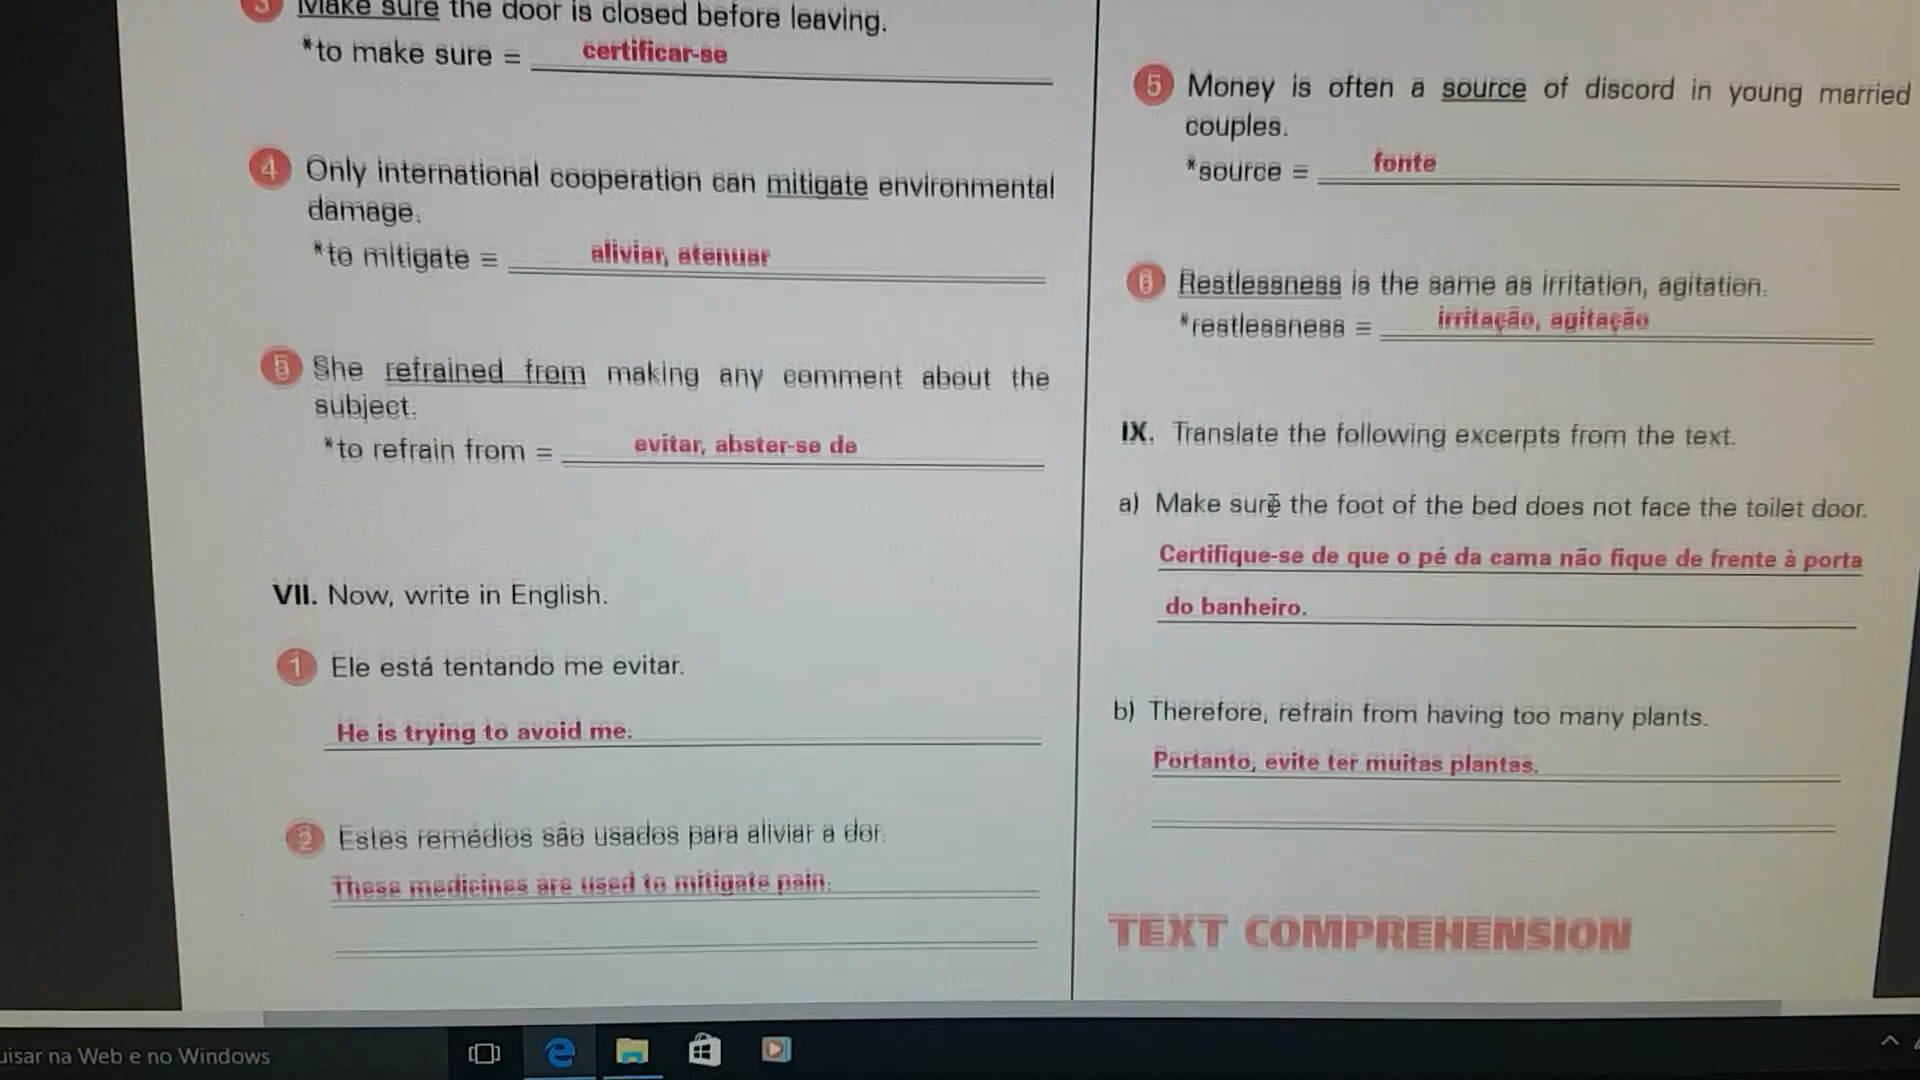 3 Make sure the door is closed before leaving.
*to make sure = certificar-se
4 Only international cooperation can mitigate environmental
damage.
*to mitigate = aliviar, atenuar
5 She refrained from making any comment about the
subject.
*to refrain from = evitar, abster-se de
VII. Now, write in English.
1 Ele está tentando me evitar.
He is trying to avoid me.
2 Estes remédios são usados para aliviar a dor.
These medicines are used to mitigate pain.
5 Money is often a source of discord in young married
couples.
*source = fonte
6 Restlessness is the same as irritation, agitation.
*restlessness = irritação, agitação
IX. Translate the following excerpts from the text.
a) Make sure the foot of the bed does not face the toilet door.
Certifique-se de que o pé da cama não fique de frente à porta
do banheiro.
b) Therefore, refrain from having too many plants.
Portanto, evite ter muitas plantas.
TEXT COMPREHENSION
uisar na Web e no Windows